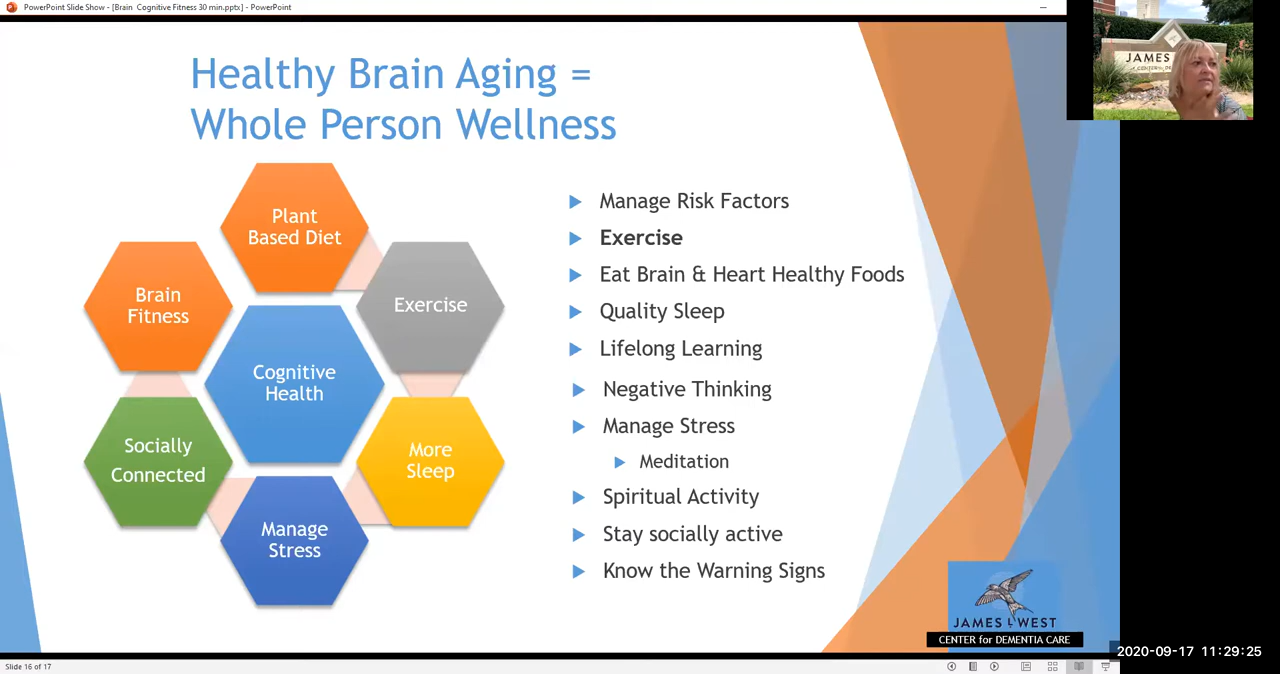 PowerPoint Slide Show - [Brain  Cognitive Fitness 30 min.pptx] - PowerPoint
Healthy Brain Aging =
Whole Person Wellness
Plant
Based Diet
Brain
Fitness
Exercise
Cognitive
Health
Socially
Connected
More
Sleep
Manage
Stress
Manage Risk Factors
Exercise
Eat Brain & Heart Healthy Foods
Quality Sleep
Lifelong Learning
Negative Thinking
Manage Stress
Meditation
Spiritual Activity
Stay socially active
Know the Warning Signs
JAMES
JAMES L WEST
CENTER for DEMENTIA CARE
2020-09-17 11:29:25
Slide 16 of 17